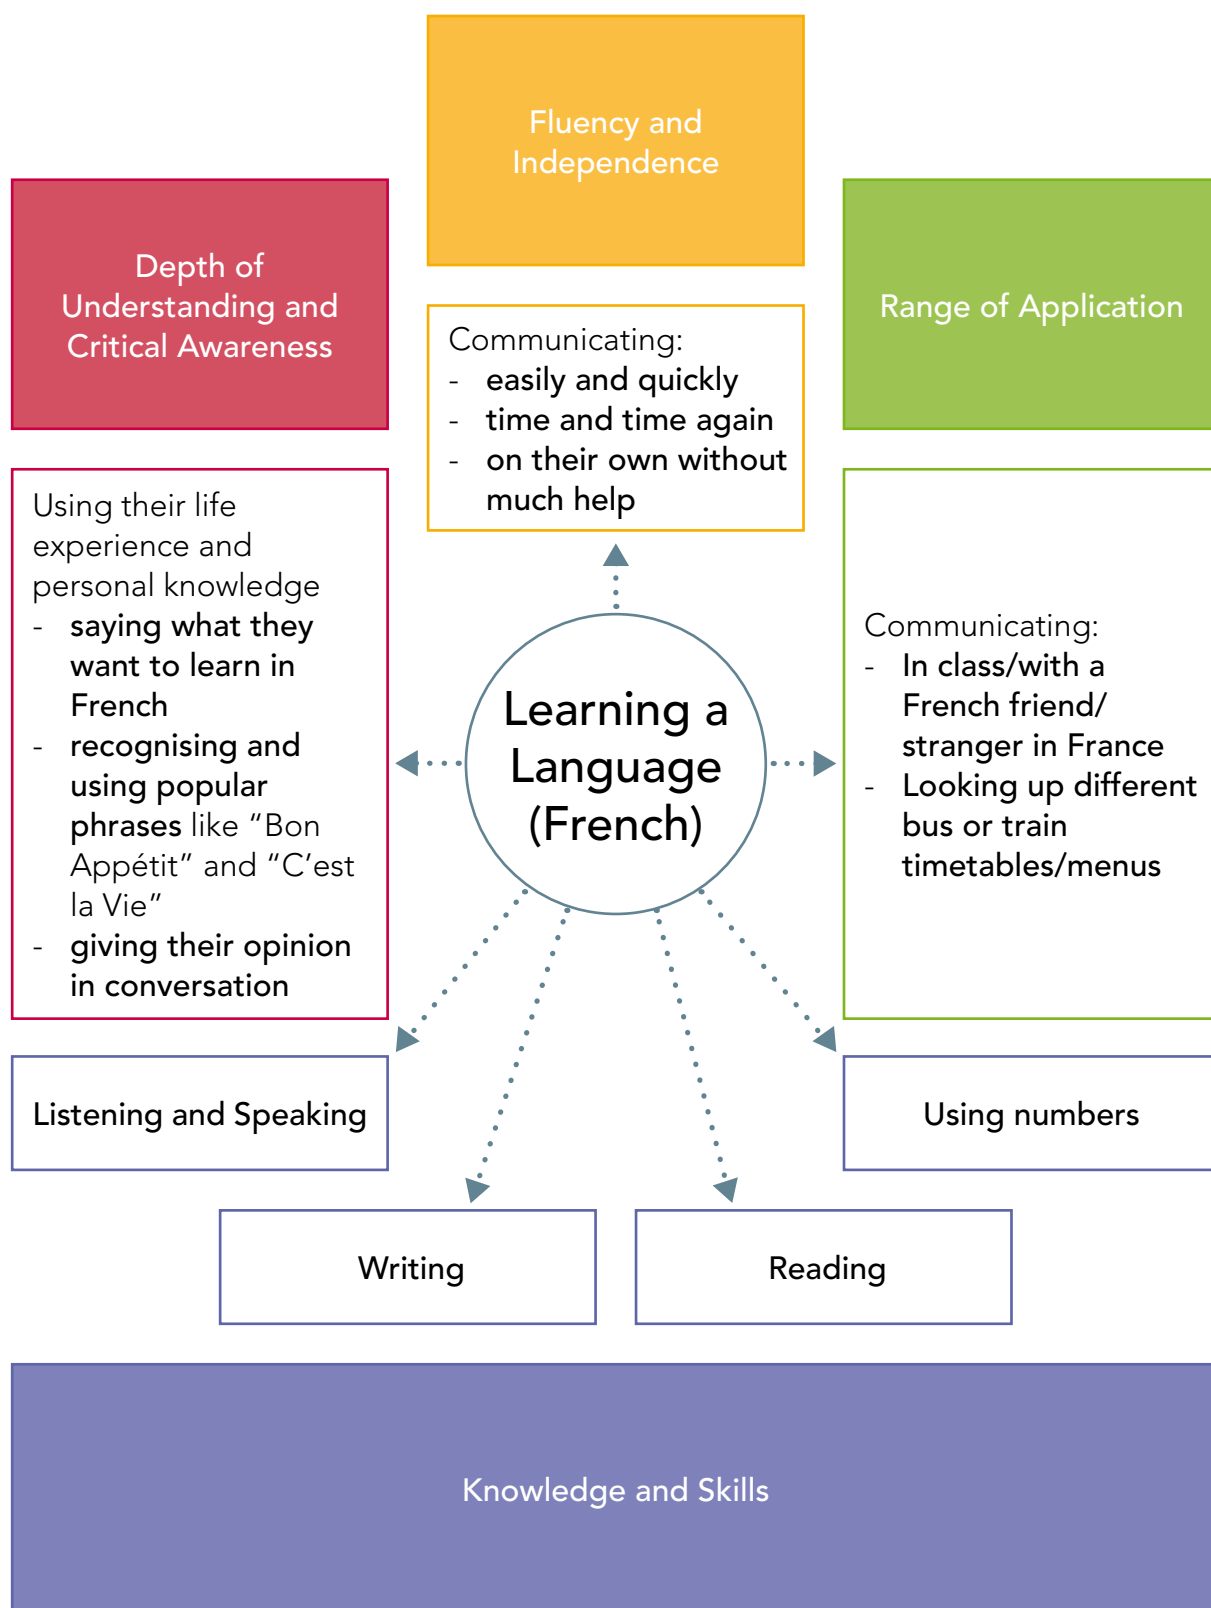 Fluency and
Independence
Depth of
Understanding and
Critical Awareness
Range of Application
Communicating:
- easily and quickly
- time and time again
- on their own without
much help
Using their life
experience and
personal knowledge
- saying what they
want to learn in
French
- recognising and
using popular
phrases like “Bon
Appétit” and “C’est
la Vie”
- giving their opinion
in conversation
Learning a
Language
(French)
Communicating:
- In class/with a
French friend/
stranger in France
- Looking up different
bus or train
timetables/menus
Listening and Speaking
Using numbers
Writing
Reading
Knowledge and Skills